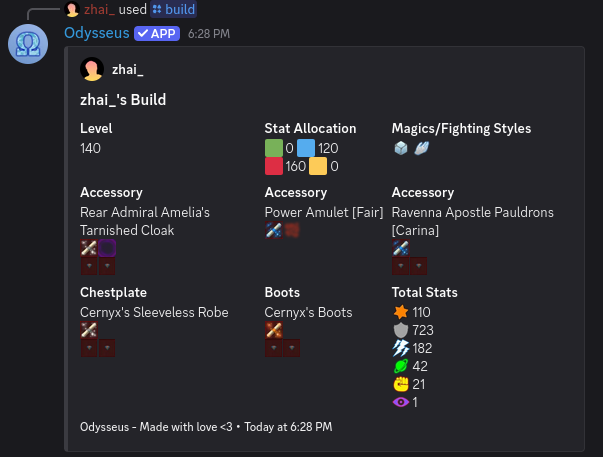 zhai_ used build
Odysseus APP 6:28 PM
zhai_
zhai_'s Build
Level
140
Stat Allocation
0 120
160 0
Magics/Fighting Styles
Accessory
Rear Admiral Amelia's
Tarnished Cloak
Accessory
Power Amulet [Fair]
Accessory
Ravenna Apostle Pauldrons
[Carina]
Chestplate
Cernyx's Sleeveless Robe
Boots
Cernyx's Boots
Total Stats
110
723
182
42
21
1
Odysseus - Made with love <3 • Today at 6:28 PM